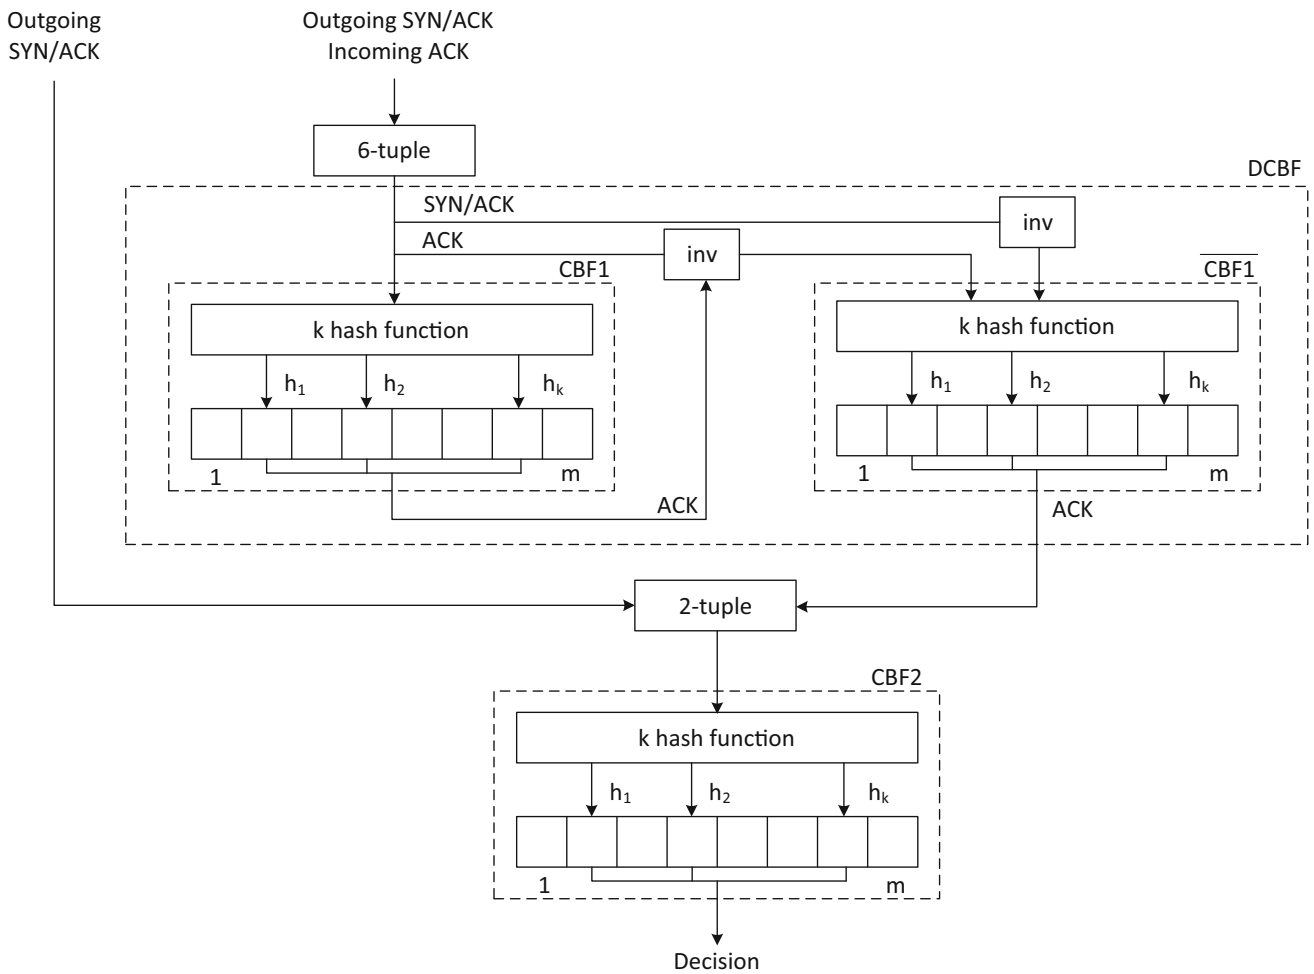 Outgoing
SYN/ACK
Outgoing SYN/ACK
Incoming ACK
6-tuple
DCBF
SYN/ACK
inv
ACK
inv
CBF1
C̅B̅F̅1̅
k hash function
k hash function
h₁
h₂
hₖ
h₁
h₂
hₖ
1
m
1
m
ACK
ACK
2-tuple
CBF2
k hash function
h₁
h₂
hₖ
1
m
Decision